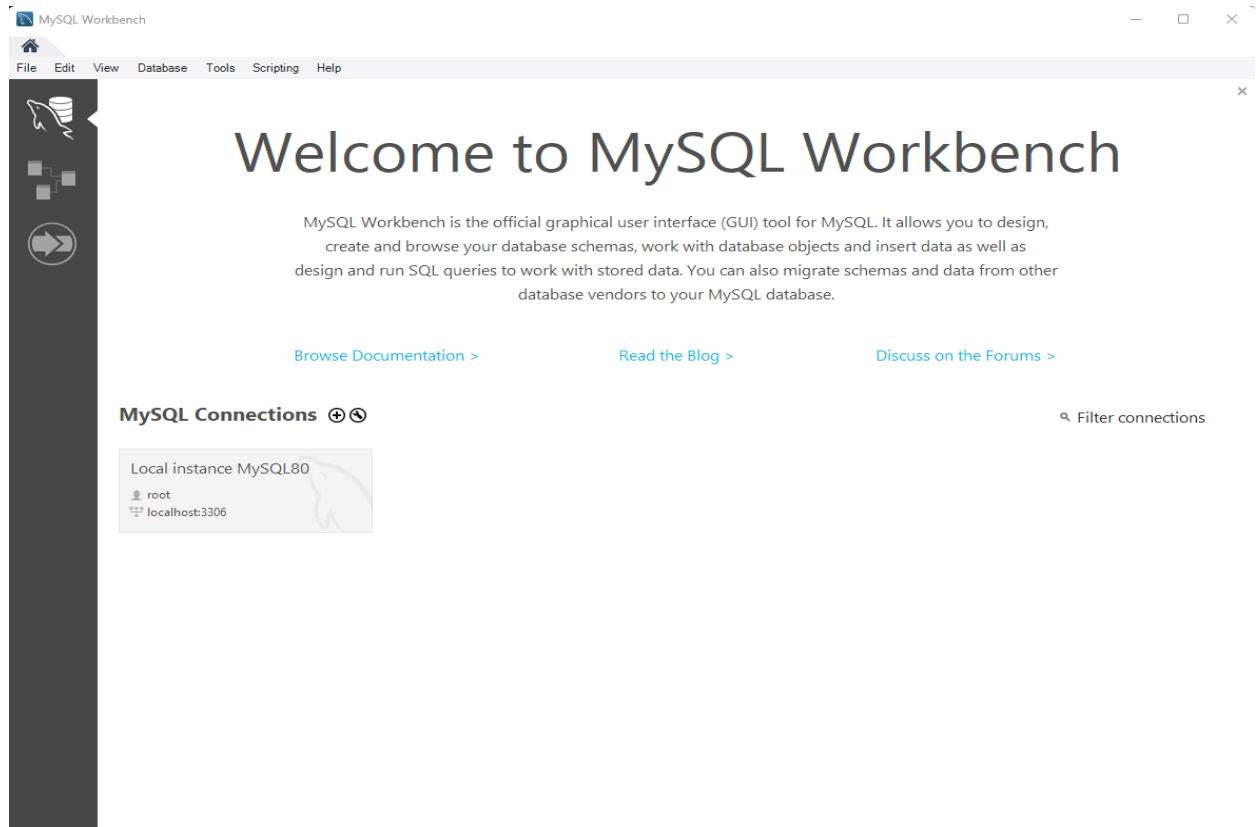 MySQL Workbench
File Edit View Database Tools Scripting Help
Welcome to MySQL Workbench
MySQL Workbench is the official graphical user interface (GUI) tool for MySQL. It allows you to design,
create and browse your database schemas, work with database objects and insert data as well as
design and run SQL queries to work with stored data. You can also migrate schemas and data from other
database vendors to your MySQL database.
Browse Documentation > Read the Blog > Discuss on the Forums >
MySQL Connections Filter connections
Local instance MySQL80
root
localhost:3306